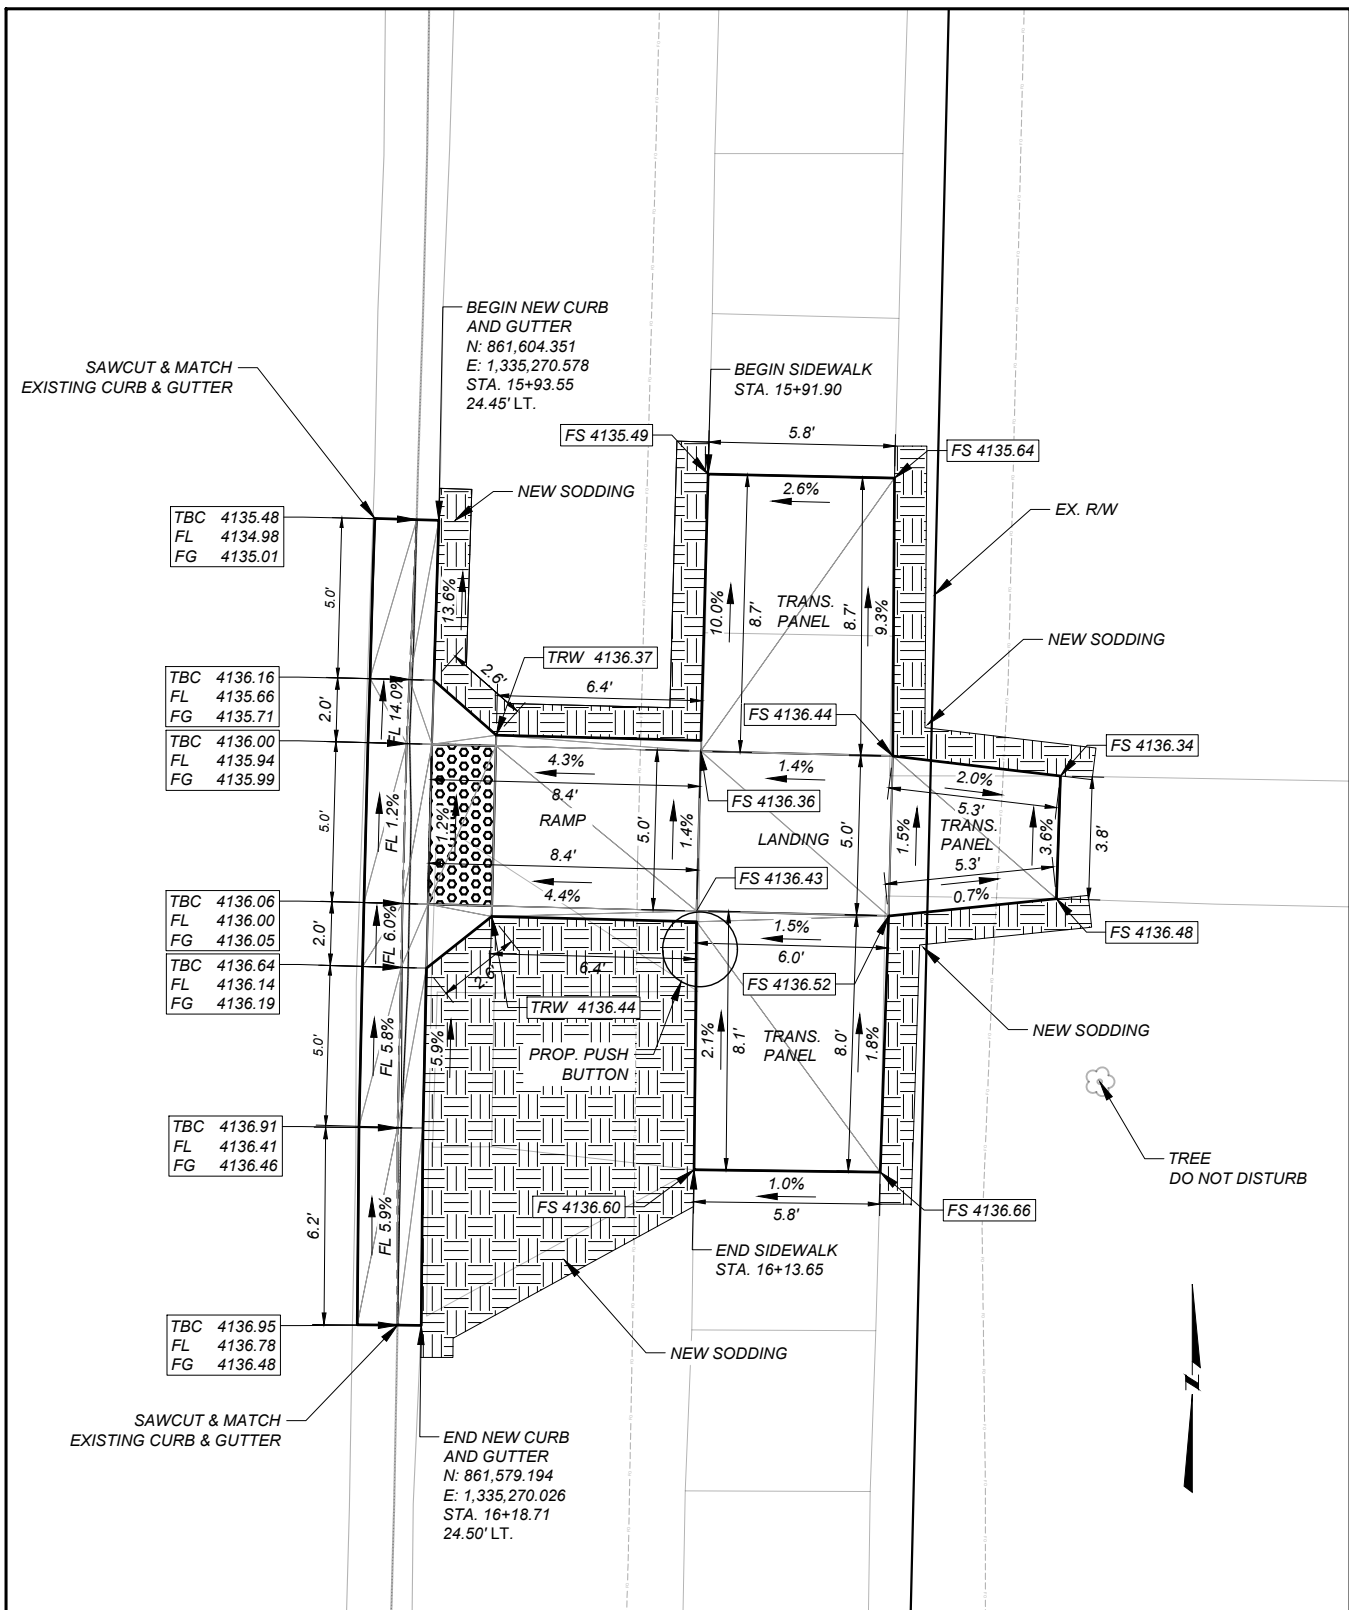 BEGIN NEW CURB
AND GUTTER
N: 861,604.351
E: 1,335,270.578
STA. 15+93.55
24.45' LT.
SAWCUT & MATCH
EXISTING CURB & GUTTER
BEGIN SIDEWALK
STA. 15+91.90
FS 4135.49
5.8'
FS 4135.64
NEW SODDING
2.6%
EX. R/W
TBC 4135.48
FL 4134.98
FG 4135.01
5.0'
13.6%
10.0%
8.7'
TRANS.
PANEL
8.7'
9.3%
NEW SODDING
TRW 4136.37
2.6'
6.4'
TBC 4136.16
FL 4135.66
FG 4135.71
2.0'
FL 14.0%
FS 4136.44
FS 4136.34
TBC 4136.00
FL 4135.94
FG 4135.99
4.3%
8.4'
1.4%
FS 4136.36
2.0%
5.3'
TRANS.
PANEL
5.0'
FL 1.2%
1.2%
RAMP
5.0'
1.4%
LANDING
5.0'
1.5%
3.6%
3.8'
8.4'
4.4%
FS 4136.43
5.3'
0.7%
TBC 4136.06
FL 4136.00
FG 4136.05
2.0'
FL 6.0%
1.5%
6.0'
FS 4136.48
TBC 4136.64
FL 4136.14
FG 4136.19
2.6'
6.4'
FS 4136.52
TRW 4136.44
NEW SODDING
5.0'
FL 5.8%
5.9%
PROP. PUSH
BUTTON
2.1%
8.1'
TRANS.
PANEL
8.0'
1.8%
TBC 4136.91
FL 4136.41
FG 4136.46
TREE
DO NOT DISTURB
6.2'
FL 5.9%
1.0%
FS 4136.60
5.8'
FS 4136.66
END SIDEWALK
STA. 16+13.65
TBC 4136.95
FL 4136.78
FG 4136.48
NEW SODDING
SAWCUT & MATCH
EXISTING CURB & GUTTER
END NEW CURB
AND GUTTER
N: 861,579.194
E: 1,335,270.026
STA. 16+18.71
24.50' LT.
N